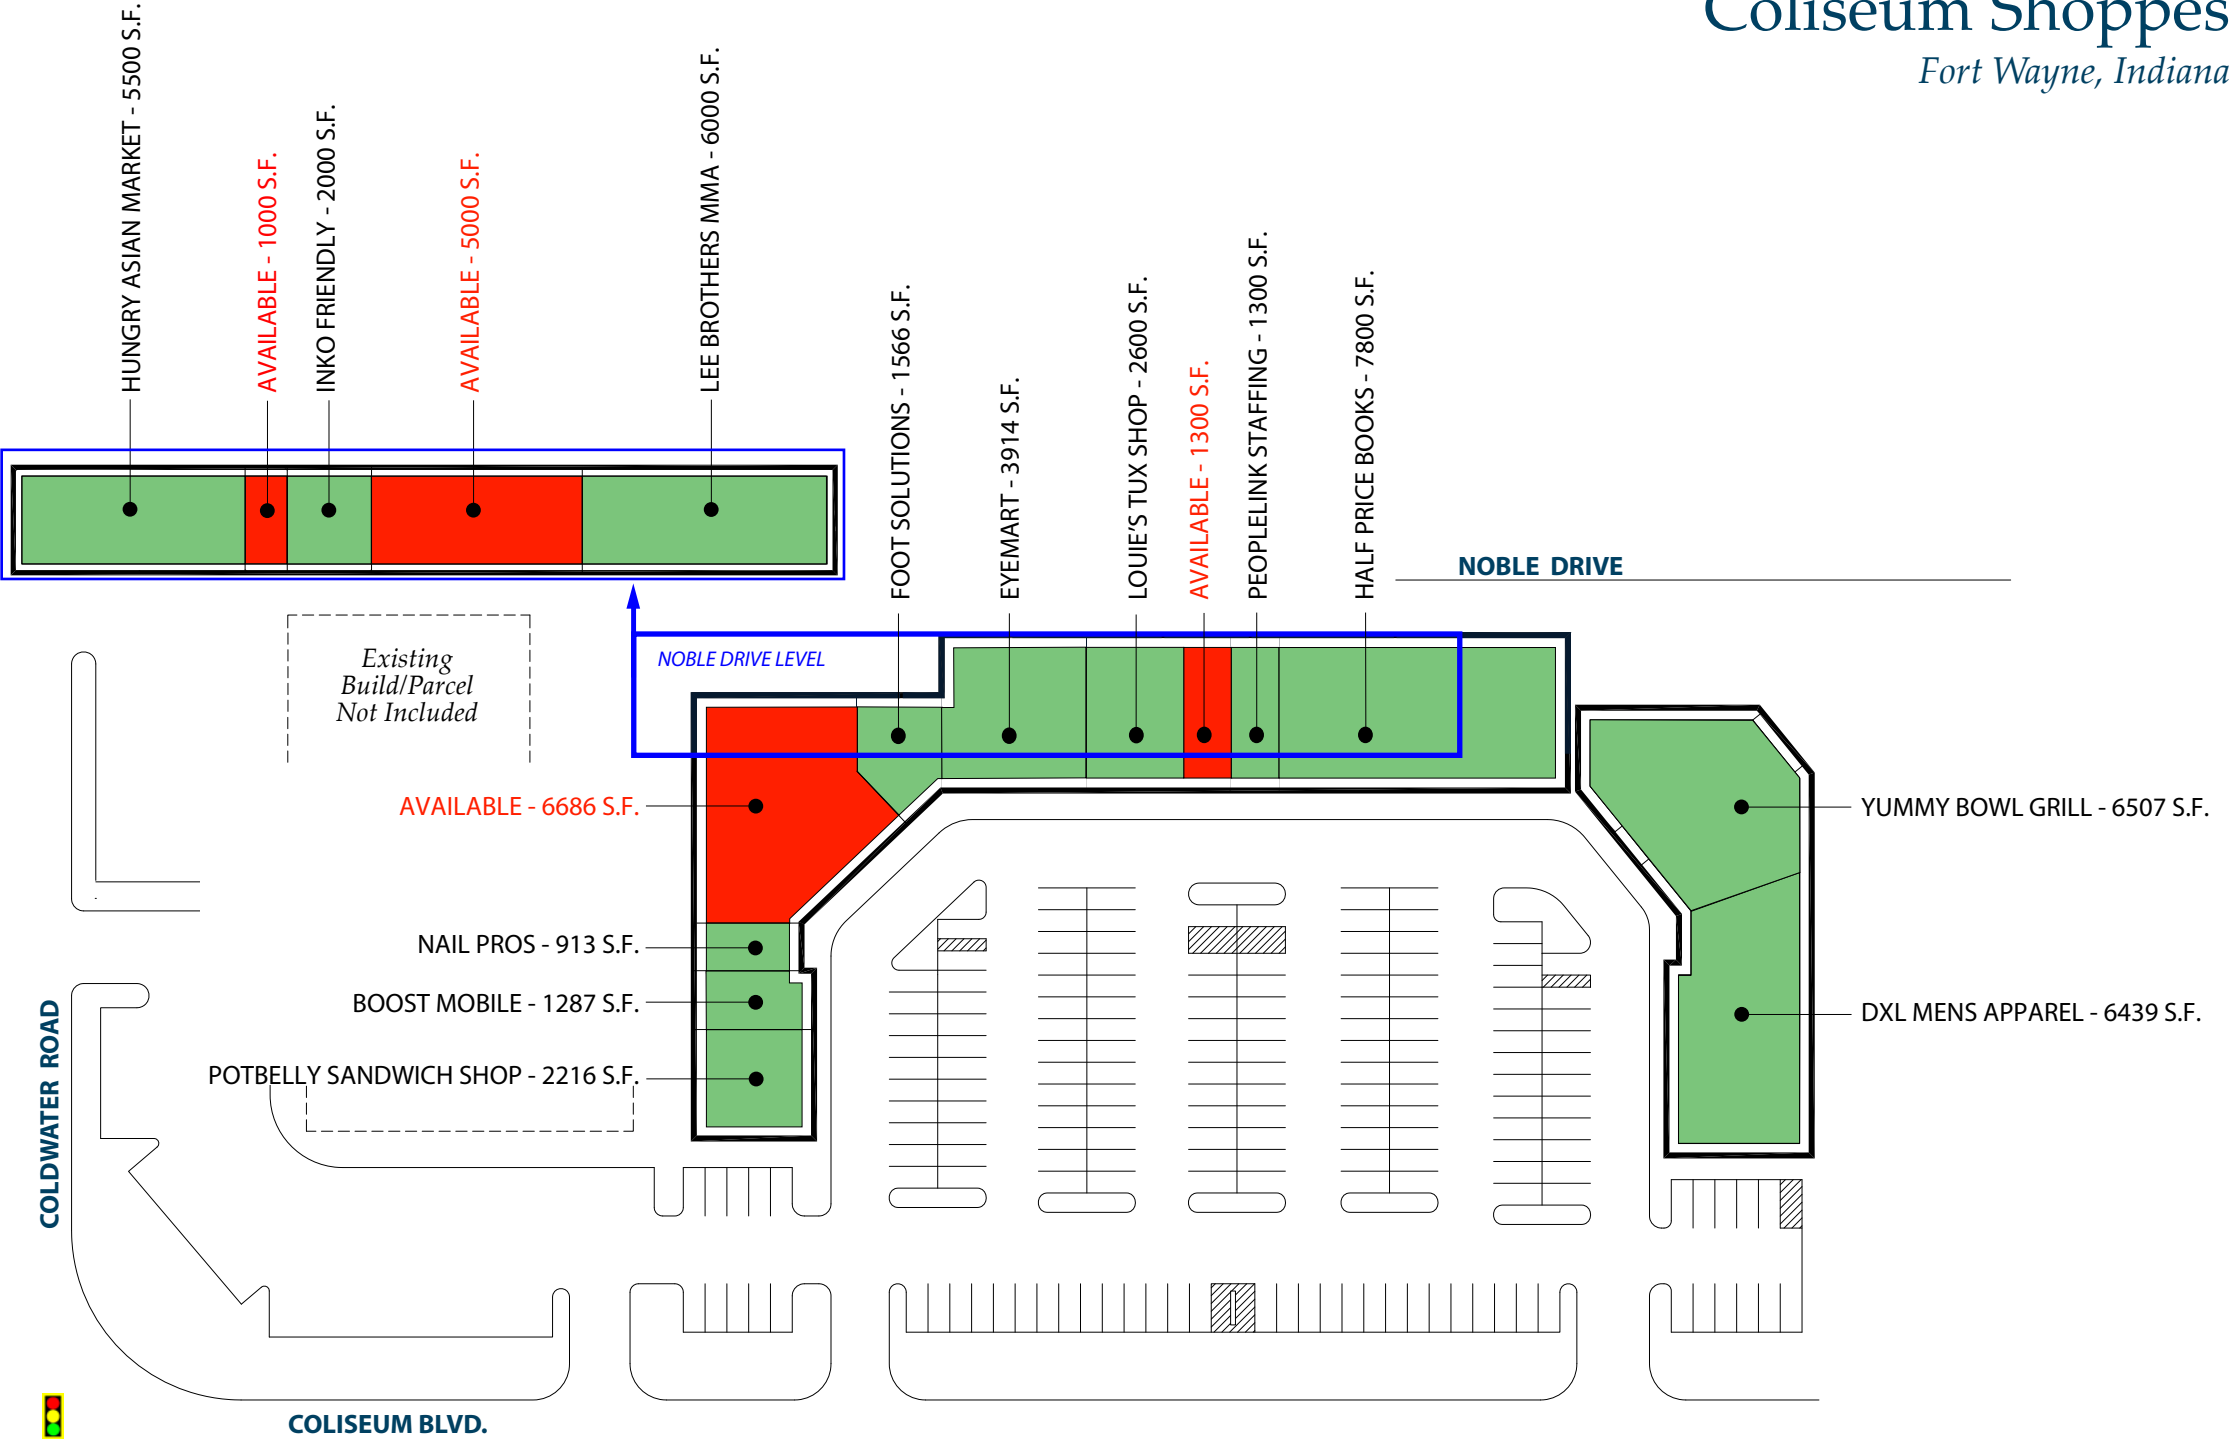 Coliseum Shoppes
Fort Wayne, Indiana
HUNGRY ASIAN MARKET - 5500 S.F.
AVAILABLE - 1000 S.F.
INKO FRIENDLY - 2000 S.F.
AVAILABLE - 5000 S.F.
LEE BROTHERS MMA - 6000 S.F.
FOOT SOLUTIONS - 1566 S.F.
EYEMART - 3914 S.F.
LOUIE'S TUX SHOP - 2600 S.F.
AVAILABLE - 1300 S.F.
PEOPLELINK STAFFING - 1300 S.F.
HALF PRICE BOOKS - 7800 S.F.
NOBLE DRIVE
NOBLE DRIVE LEVEL
Existing
Build/Parcel
Not Included
AVAILABLE - 6686 S.F.
YUMMY BOWL GRILL - 6507 S.F.
NAIL PROS - 913 S.F.
BOOST MOBILE - 1287 S.F.
DXL MENS APPAREL - 6439 S.F.
POTBELLY SANDWICH SHOP - 2216 S.F.
COLDWATER ROAD
COLISEUM BLVD.